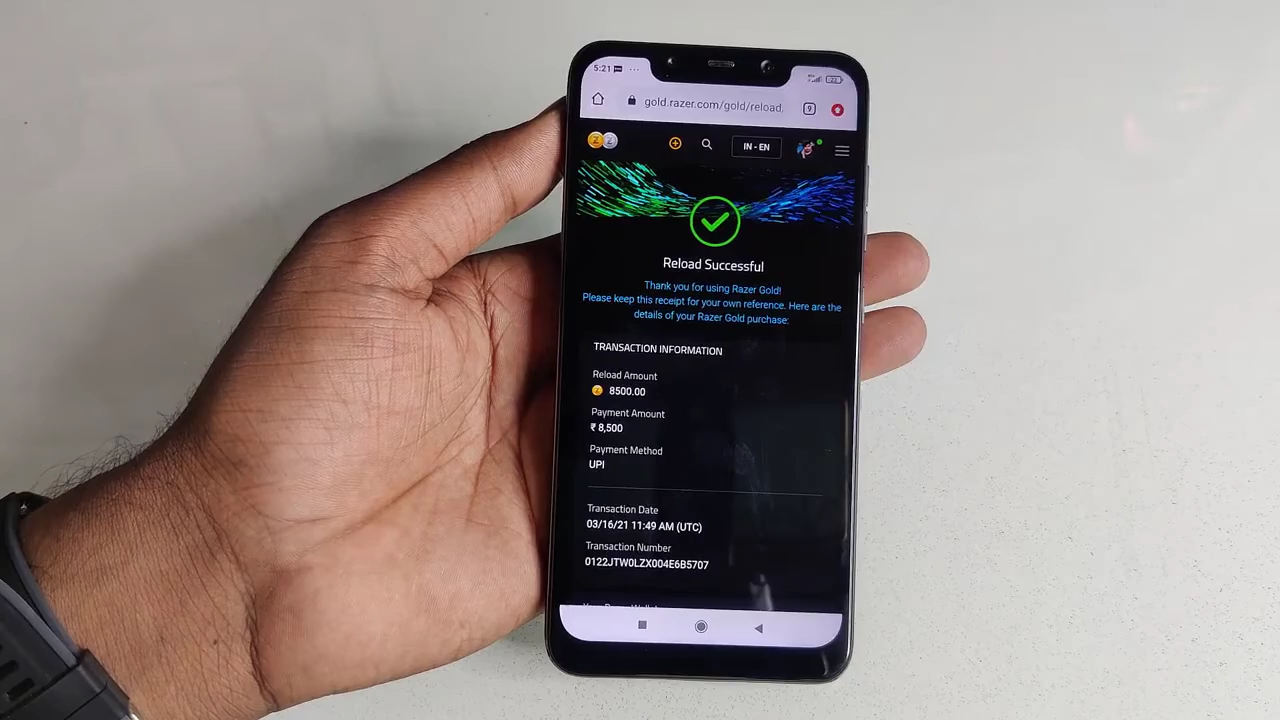 5:21
gold.razer.com/gold/reload.
9
IN - EN
Reload Successful
Thank you for using Razer Gold!
Please keep this receipt for your own reference. Here are the
details of your Razer Gold purchase:
TRANSACTION INFORMATION
Reload Amount
8500.00
Payment Amount
₹ 8,500
Payment Method
UPI
Transaction Date
03/16/21 11:49 AM (UTC)
Transaction Number
0122JTW0LZX004E6B5707